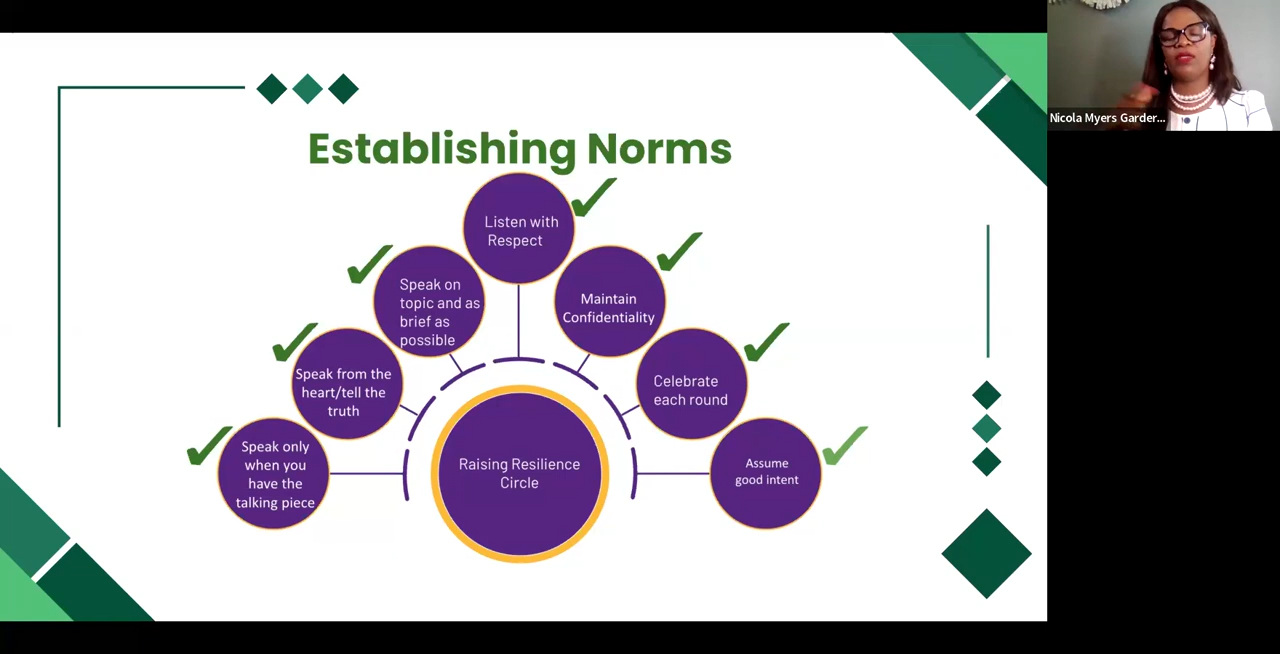 Establishing Norms
Listen with
Respect
Speak on
topic and as
brief as
possible
Maintain
Confidentiality
Speak from the
heart/tell the
truth
Celebrate
each round
Speak only
when you
have the
talking piece
Raising Resilience
Circle
Assume
good intent
Nicola Myers Garder...